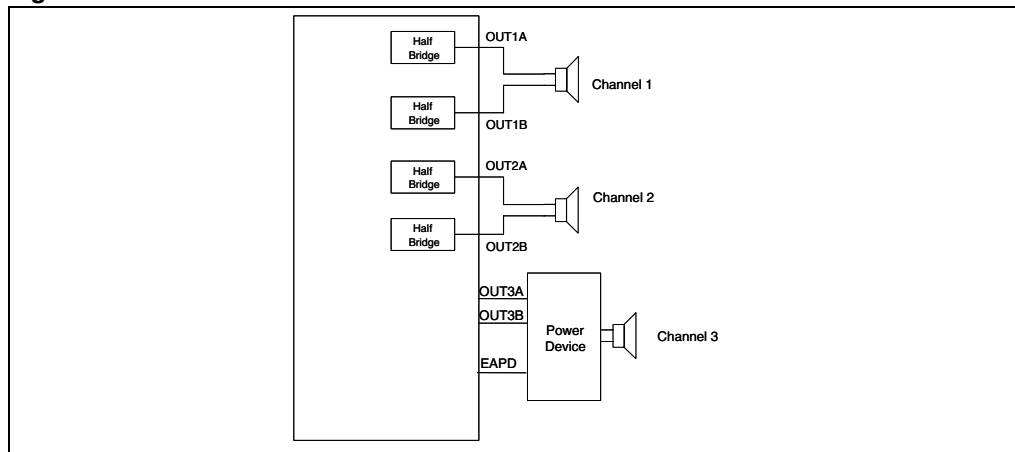 Half
Bridge
OUT1A
Channel 1
Half
Bridge
OUT1B
Half
Bridge
OUT2A
Channel 2
Half
Bridge
OUT2B
OUT3A
OUT3B
Power
Device
Channel 3
EAPD